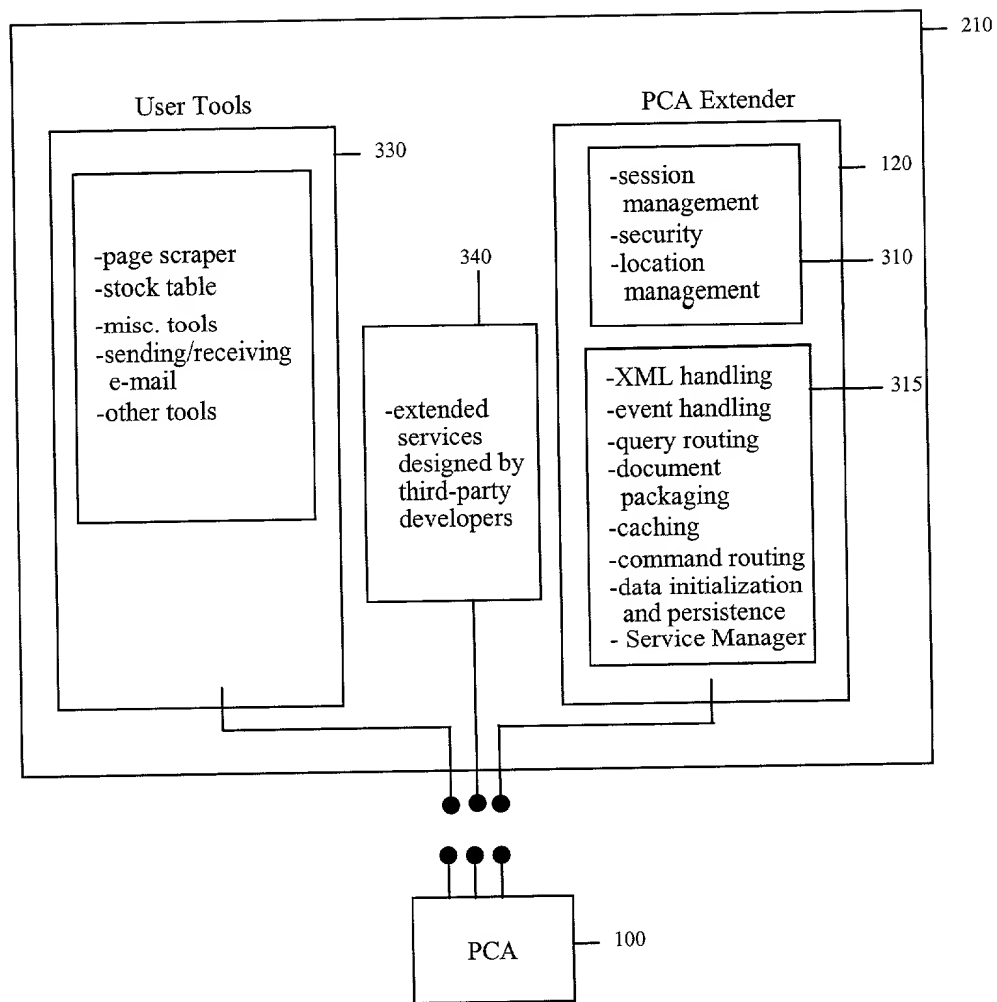 210
User Tools
330
-page scraper
-stock table
-misc. tools
-sending/receiving
e-mail
-other tools
340
-extended
services
designed by
third-party
developers
PCA Extender
120
-session
management
-security
-location
management
310
-XML handling
-event handling
-query routing
-document
packaging
-caching
-command routing
-data initialization
and persistence
- Service Manager
315
PCA
100